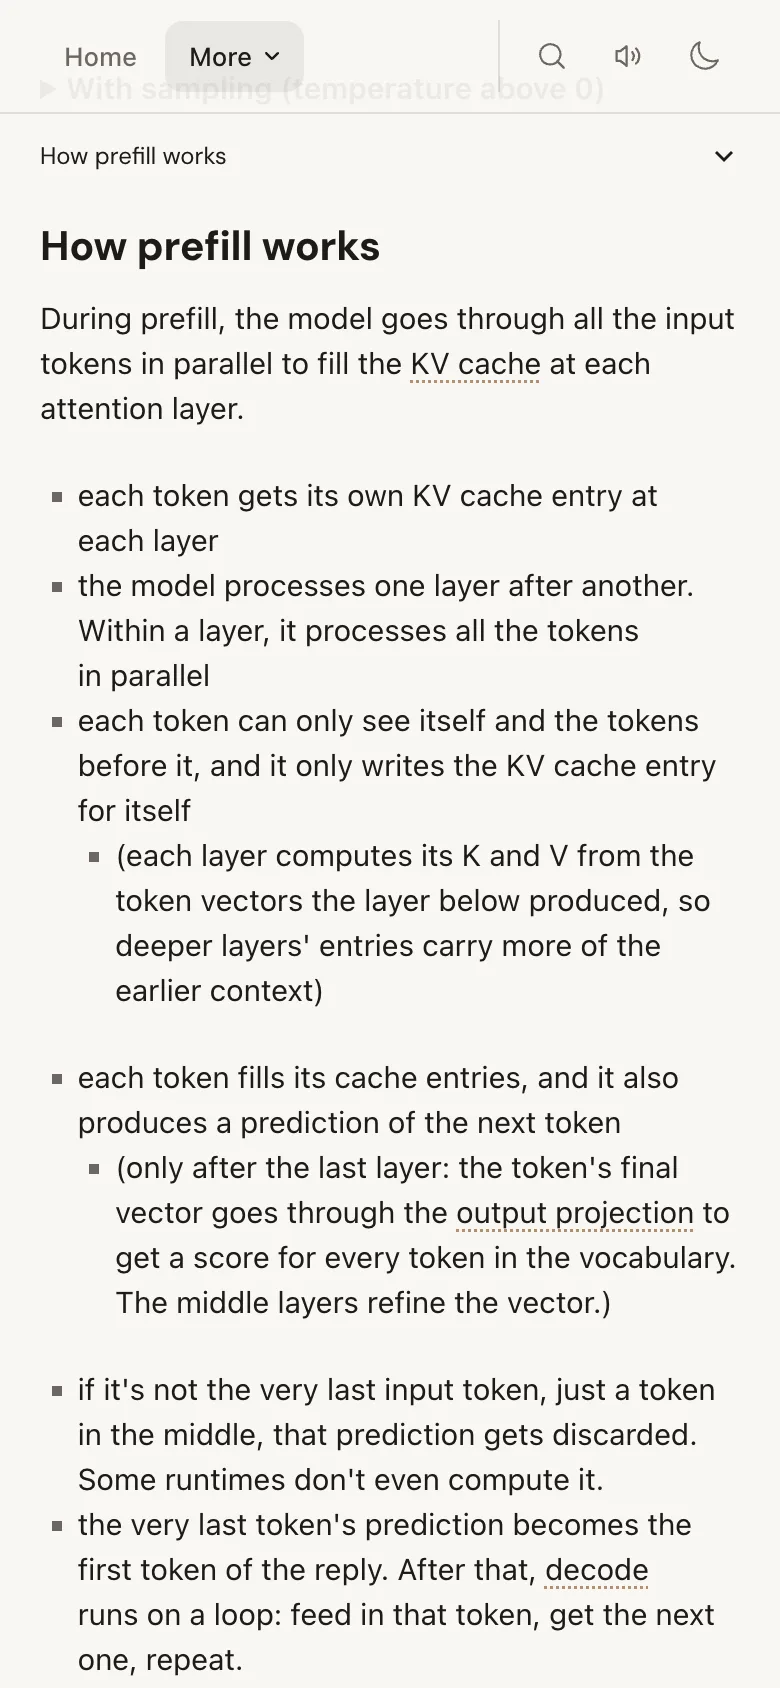 Home
More
With sampling (temperature above 0)
How prefill works
How prefill works
During prefill, the model goes through all the input
tokens in parallel to fill the KV cache at each
attention layer.
each token gets its own KV cache entry at
each layer
the model processes one layer after another.
Within a layer, it processes all the tokens
in parallel
each token can only see itself and the tokens
before it, and it only writes the KV cache entry
for itself
(each layer computes its K and V from the
token vectors the layer below produced, so
deeper layers' entries carry more of the
earlier context)
each token fills its cache entries, and it also
produces a prediction of the next token
(only after the last layer: the token's final
vector goes through the output projection to
get a score for every token in the vocabulary.
The middle layers refine the vector.)
if it's not the very last input token, just a token
in the middle, that prediction gets discarded.
Some runtimes don't even compute it.
the very last token's prediction becomes the
first token of the reply. After that, decode
runs on a loop: feed in that token, get the next
one, repeat.